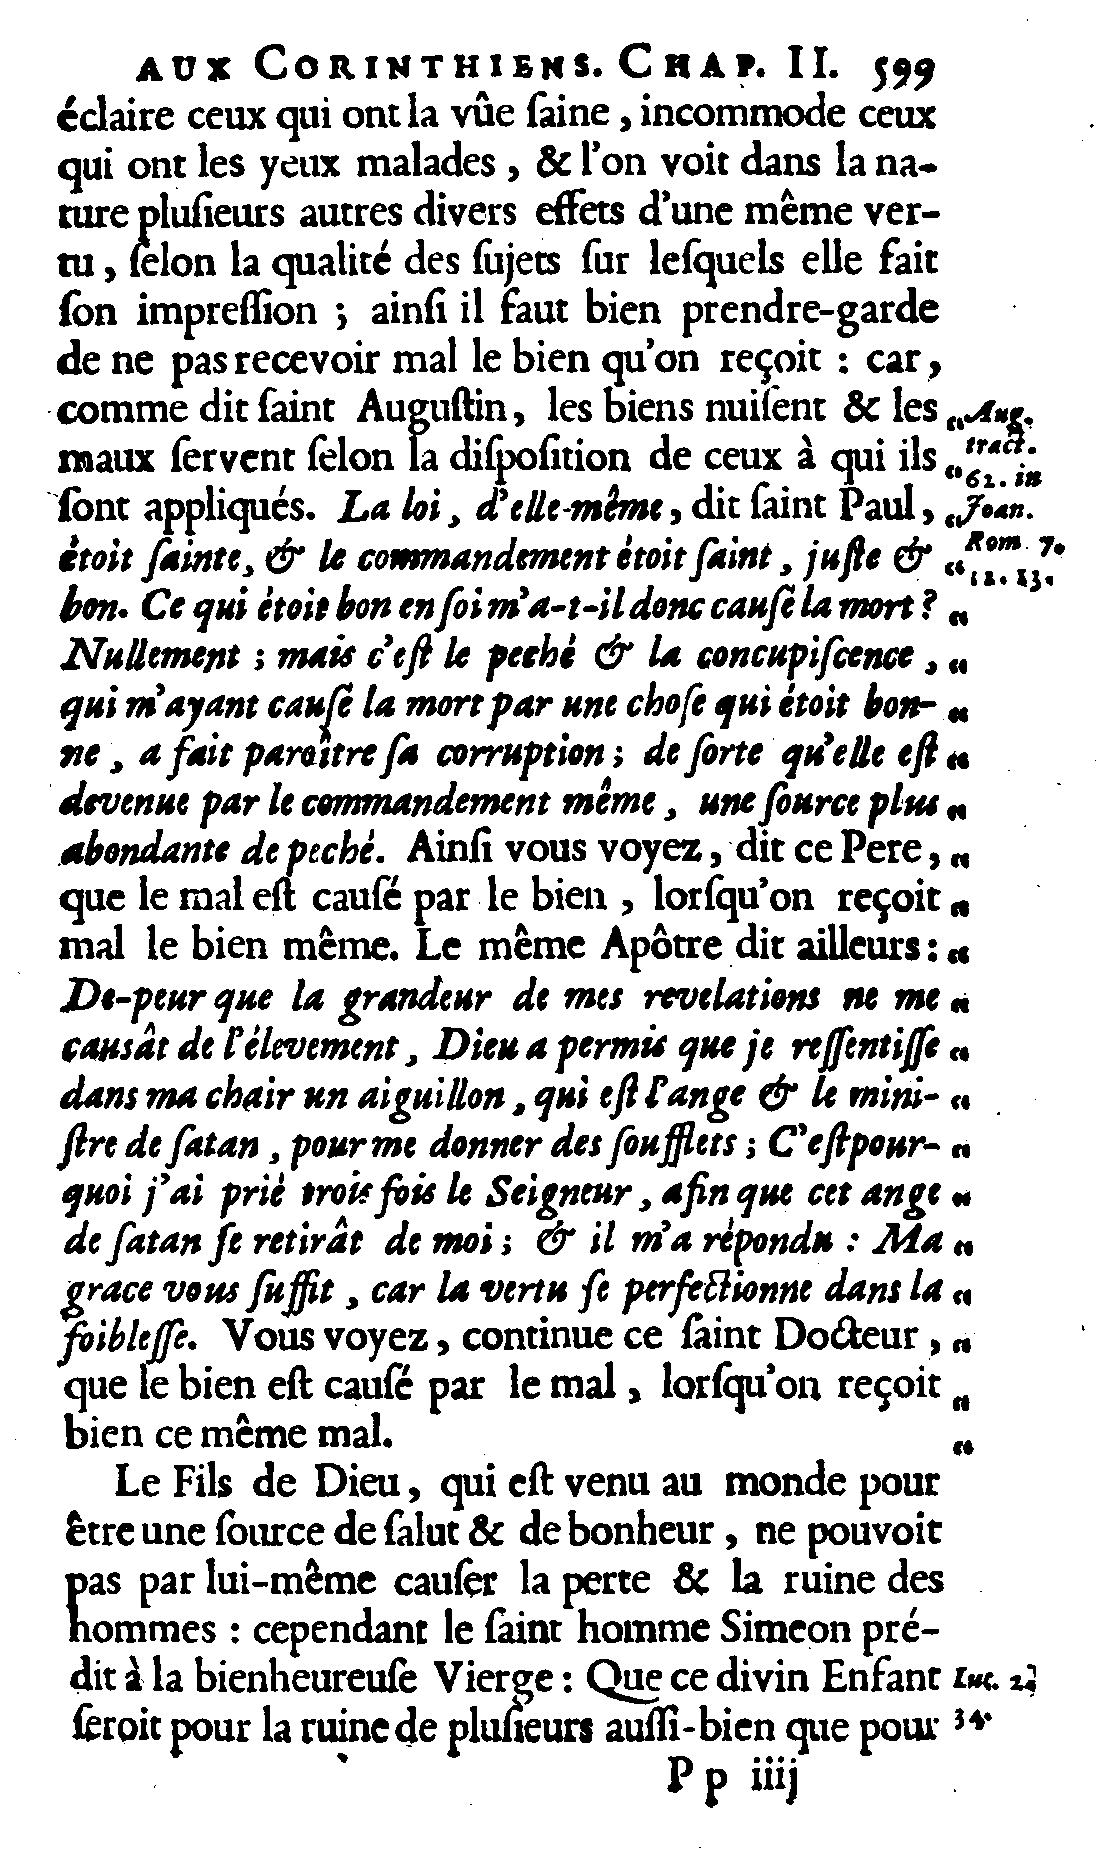 AUX CORINTHIENS. CHAP. II. 599
éclaire ceux qui ont la vûe ſaine, incommode ceux
qui ont les yeux malades, & l'on voit dans la na-
ture pluſieurs autres divers effets d'une même ver-
tu, ſelon la qualité des ſujets ſur leſquels elle fait
ſon impreſſion ; ainſi il faut bien prendre-garde
de ne pas recevoir mal le bien qu'on reçoit : car,
comme dit ſaint Auguſtin, les biens nuiſent & les „ Aug.
maux ſervent ſelon la diſpoſition de ceux à qui ils „ tract. 62. in
ſont appliqués. La loi, d'elle-même, dit ſaint Paul, „ Joan.
étoit ſainte, & le commandement étoit ſaint, juſte & „ Rom 7.
bon. Ce qui étoit bon en ſoi m'a-t-il donc cauſé la mort ? „ 12. 13.
Nullement ; mais c'eſt le peché & la concupiſcence, „
qui m'ayant cauſé la mort par une choſe qui étoit bon- „
ne, a fait paroître ſa corruption ; de ſorte qu'elle eſt „
devenue par le commandement même, une ſource plus „
abondante de peché. Ainſi vous voyez, dit ce Pere, „
que le mal eſt cauſé par le bien, lorſqu'on reçoit „
mal le bien même. Le même Apôtre dit ailleurs : „
De-peur que la grandeur de mes revelations ne me „
causât de l'élevement, Dieu a permis que je reſſentiſſe „
dans ma chair un aiguillon, qui eſt l'ange & le mini- „
ſtre de ſatan, pour me donner des ſoufflets ; C'eſtpour- „
quoi j'ai prié trois fois le Seigneur, afin que cet ange „
de ſatan ſe retirât de moi ; & il m'a répondu : Ma „
grace vous ſuffit, car la vertu ſe perfectionne dans la „
foibleſſe. Vous voyez, continue ce ſaint Docteur, „
que le bien eſt cauſé par le mal, lorſqu'on reçoit „
bien ce même mal. „
Le Fils de Dieu, qui eſt venu au monde pour
être une ſource de ſalut & de bonheur, ne pouvoit
pas par lui-même cauſer la perte & la ruine des
hommes : cependant le ſaint homme Simeon pré-
dit à la bienheureuſe Vierge : Que ce divin Enfant Luc. 2.
ſeroit pour la ruine de pluſieurs auſſi-bien que pour 34.
P p iiij